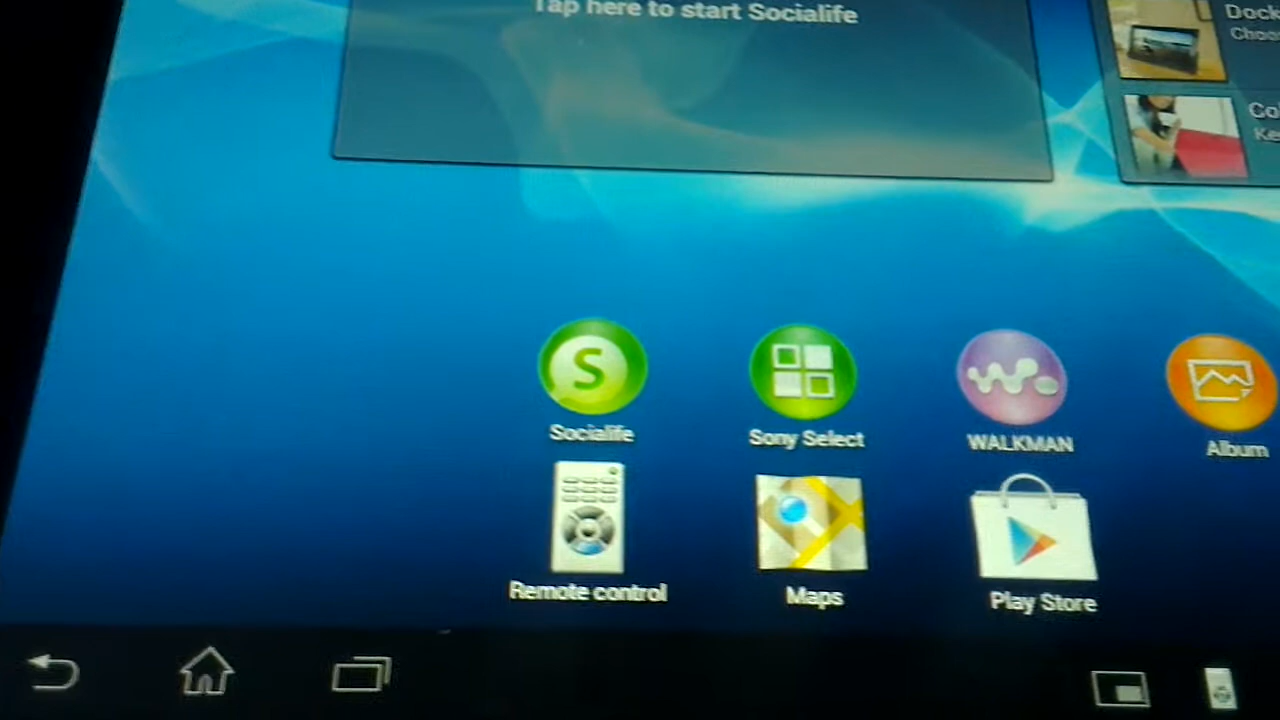 Tap here to start Socialife
Socialife
Sony Select
WALKMAN
Album
Remote control
Maps
Play Store